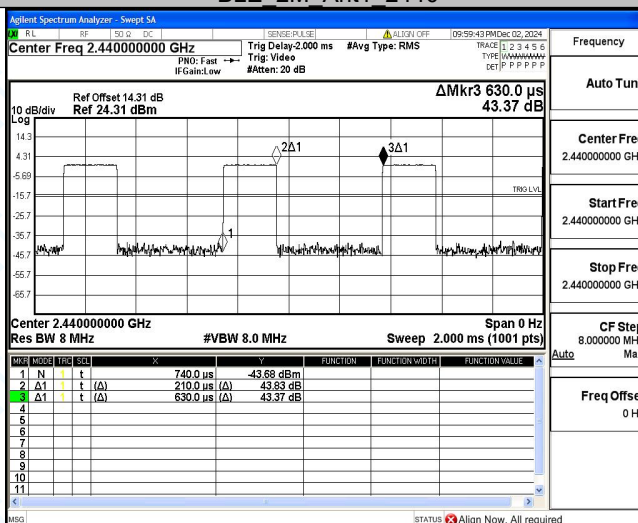 Agilent Spectrum Analyzer - Swept SA
RL RF 50 Ω DC SENSE:PULSE ALIGN OFF 09:59:43 PM Dec 02, 2024
Center Freq 2.440000000 GHz
PNO: Fast
IFGain:Low
Trig Delay-2.000 ms
Trig: Video
#Atten: 20 dB
#Avg Type: RMS
TRACE 1 2 3 4 5 6
TYPE WWWWWW
DET P P P P P P
Ref Offset 14.31 dB
10 dB/div Ref 24.31 dBm
Log
ΔMkr3 630.0 µs
43.37 dB
14.3
4.31
-5.69
-15.7
-25.7
-35.7
-45.7
-55.7
-65.7
2Δ1
3Δ1
1
TRIG LVL
Center 2.440000000 GHz Span 0 Hz
Res BW 8 MHz #VBW 8.0 MHz Sweep 2.000 ms (1001 pts)
MKR MODE TRC SCL X Y FUNCTION FUNCTION WIDTH FUNCTION VALUE
1 N 1 t 740.0 µs -43.68 dBm
2 Δ1 1 t (Δ) 210.0 µs (Δ) 43.83 dB
3 Δ1 1 t (Δ) 630.0 µs (Δ) 43.37 dB
4
5
6
7
8
9
10
11
MSG STATUS Align Now, All required
Frequency
Auto Tun
Center Fre
2.440000000 GH
Start Fre
2.440000000 GH
Stop Fre
2.440000000 GH
CF Step
8.000000 MH
Auto Ma
Freq Offse
0 H